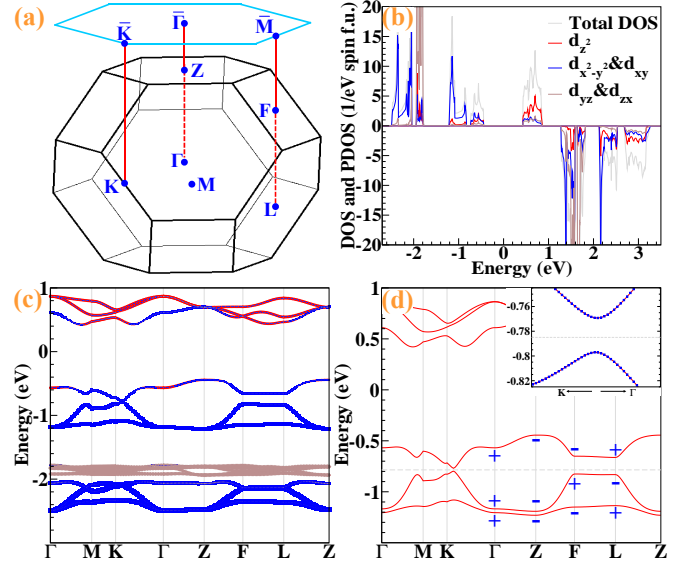 (a)
K̄
Γ̄
M̄
Z
F
Γ
K
M
L
(b)
DOS and PDOS (1/eV spin f.u.)
20
15
10
5
0
-5
-10
-15
-20
Total DOS
d_z²
d_x²-y²&d_xy
d_yz&d_zx
-2 -1 0 1 2 3
Energy (eV)
(c)
Energy (eV)
1
0
-1
-2
Γ M K Γ Z F L Z
(d)
Energy (eV)
1
0.5
0
-0.5
-1
-0.76
-0.78
-0.8
-0.82
K Γ
- - -
+
+ - + -
+ - - +
Γ M K Γ Z F L Z